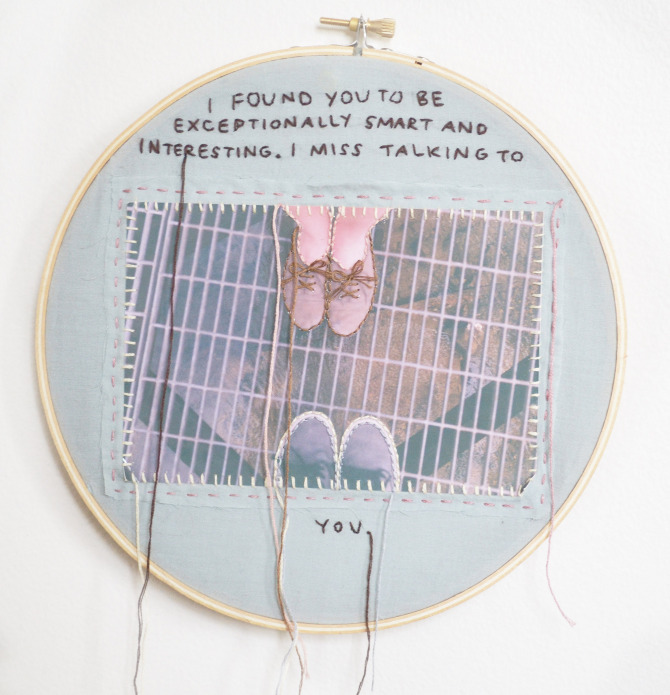 I FOUND YOU TO BE
EXCEPTIONALLY SMART AND
INTERESTING. I MISS TALKING TO
YOU.